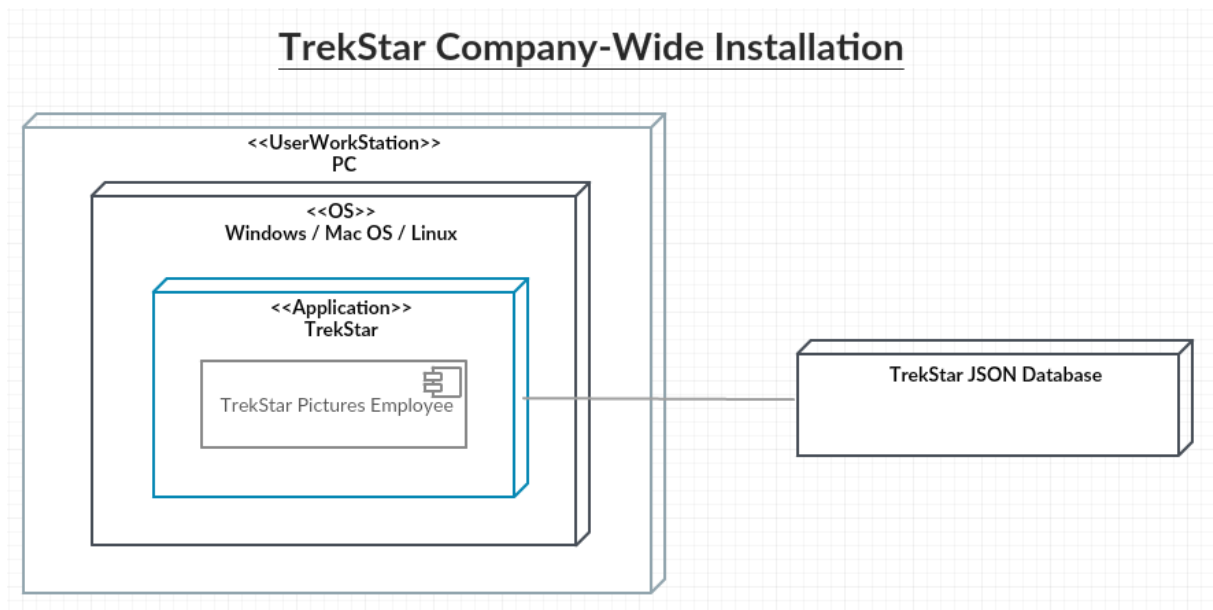 TrekStar Company-Wide Installation
<<UserWorkStation>>
PC
<<OS>>
Windows / Mac OS / Linux
<<Application>>
TrekStar
TrekStar Pictures Employee
TrekStar JSON Database